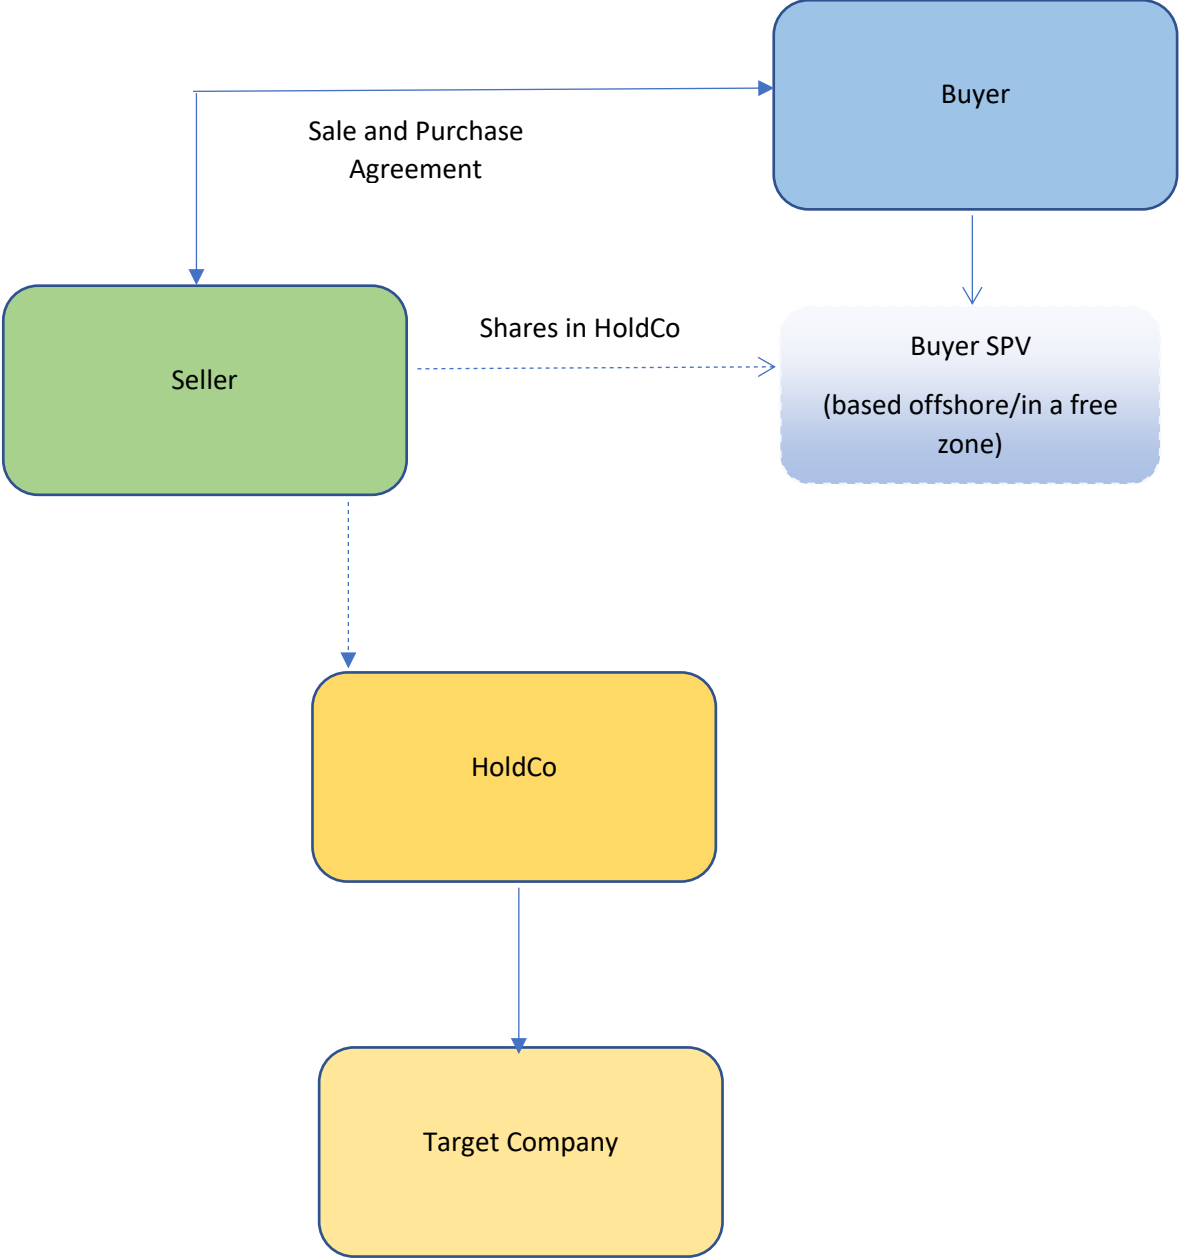 Buyer
Sale and Purchase
Agreement
Shares in HoldCo
Buyer SPV
(based offshore/in a free
zone)
Seller
HoldCo
Target Company